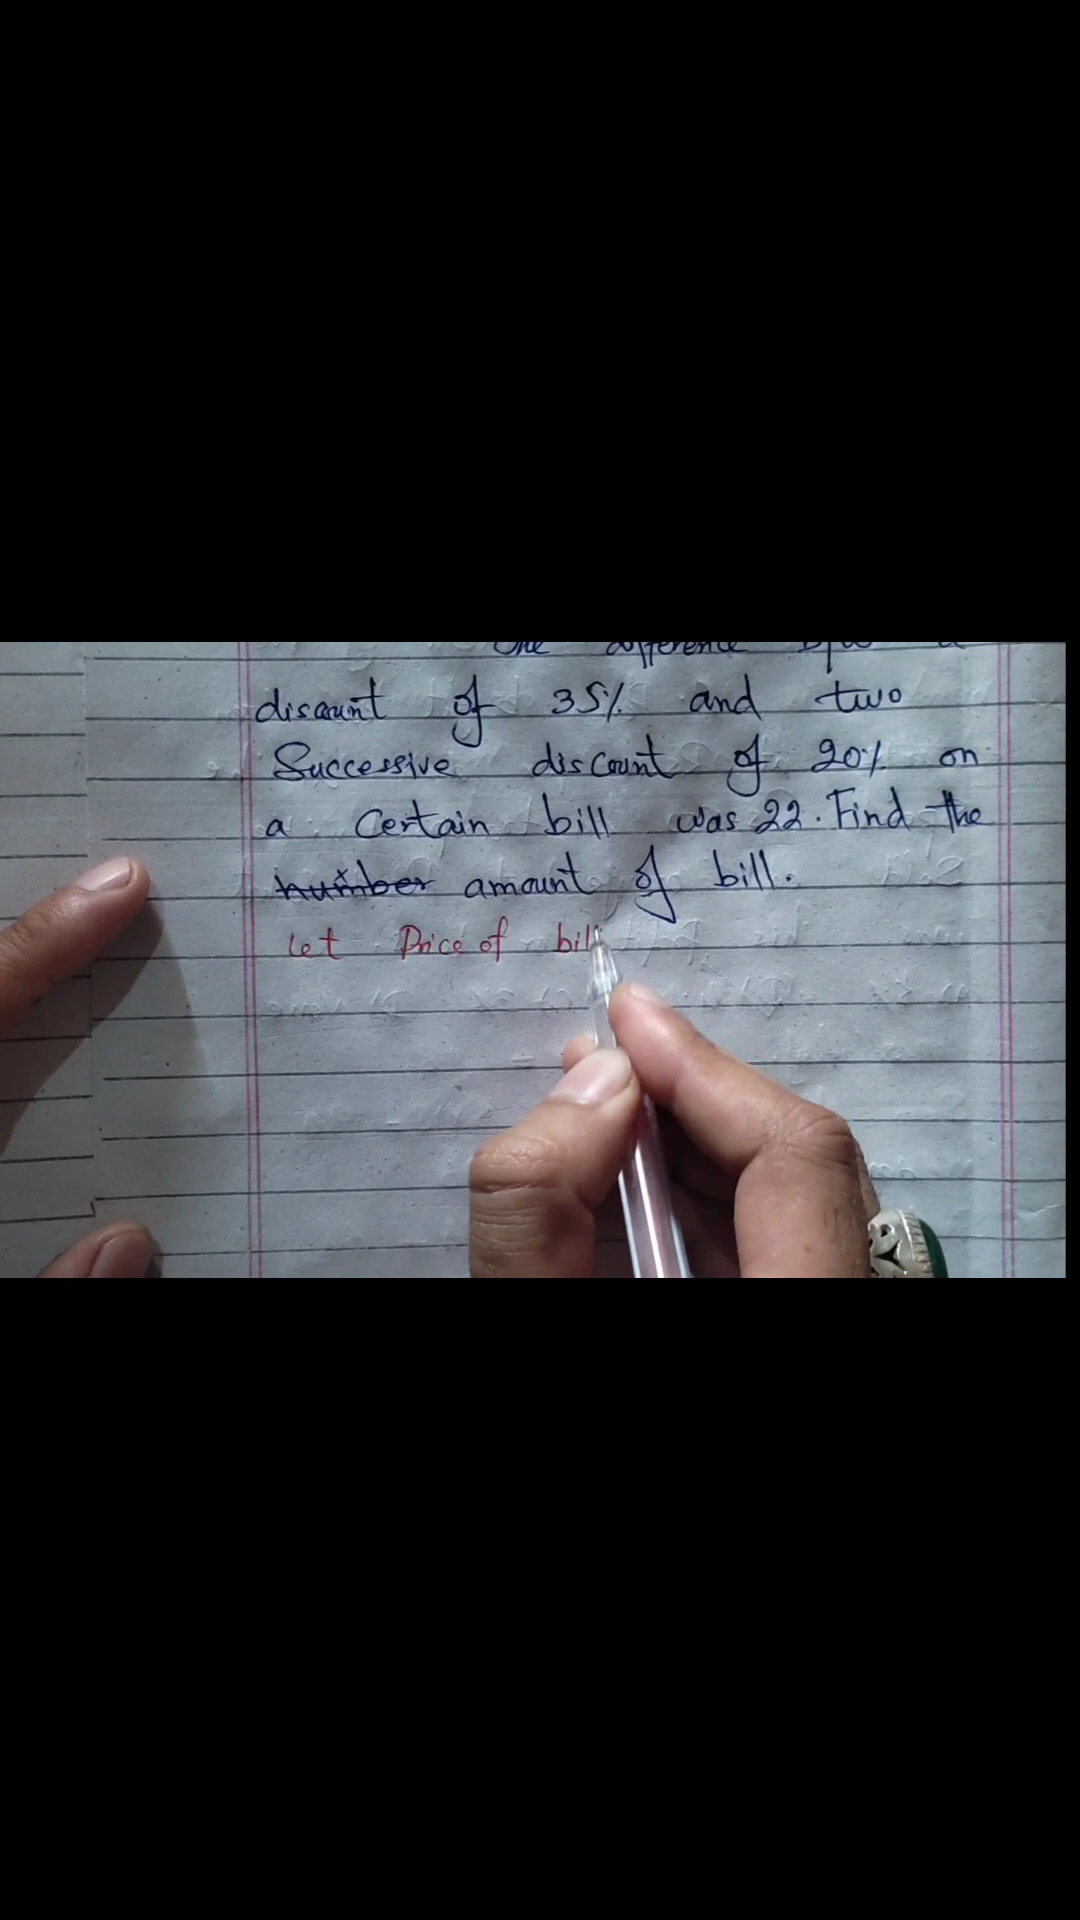 discount of 35% and two
Successive discount of 20% on
a Certain bill was 22. Find the
number amount of bill.
Let Price of bill